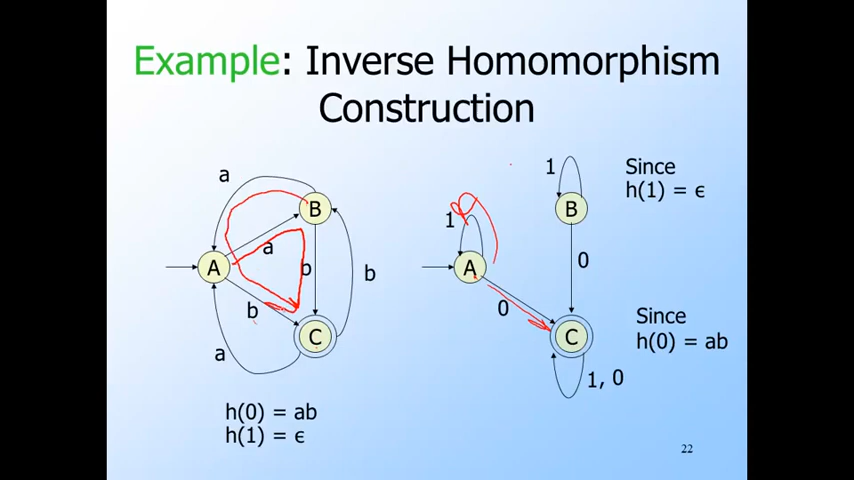 Example: Inverse Homomorphism
Construction
a
B
a
A
b
b
b
C
a
h(0) = ab
h(1) = ϵ
1
Since
h(1) = ϵ
B
1
A
0
0
Since
h(0) = ab
C
1, 0
22